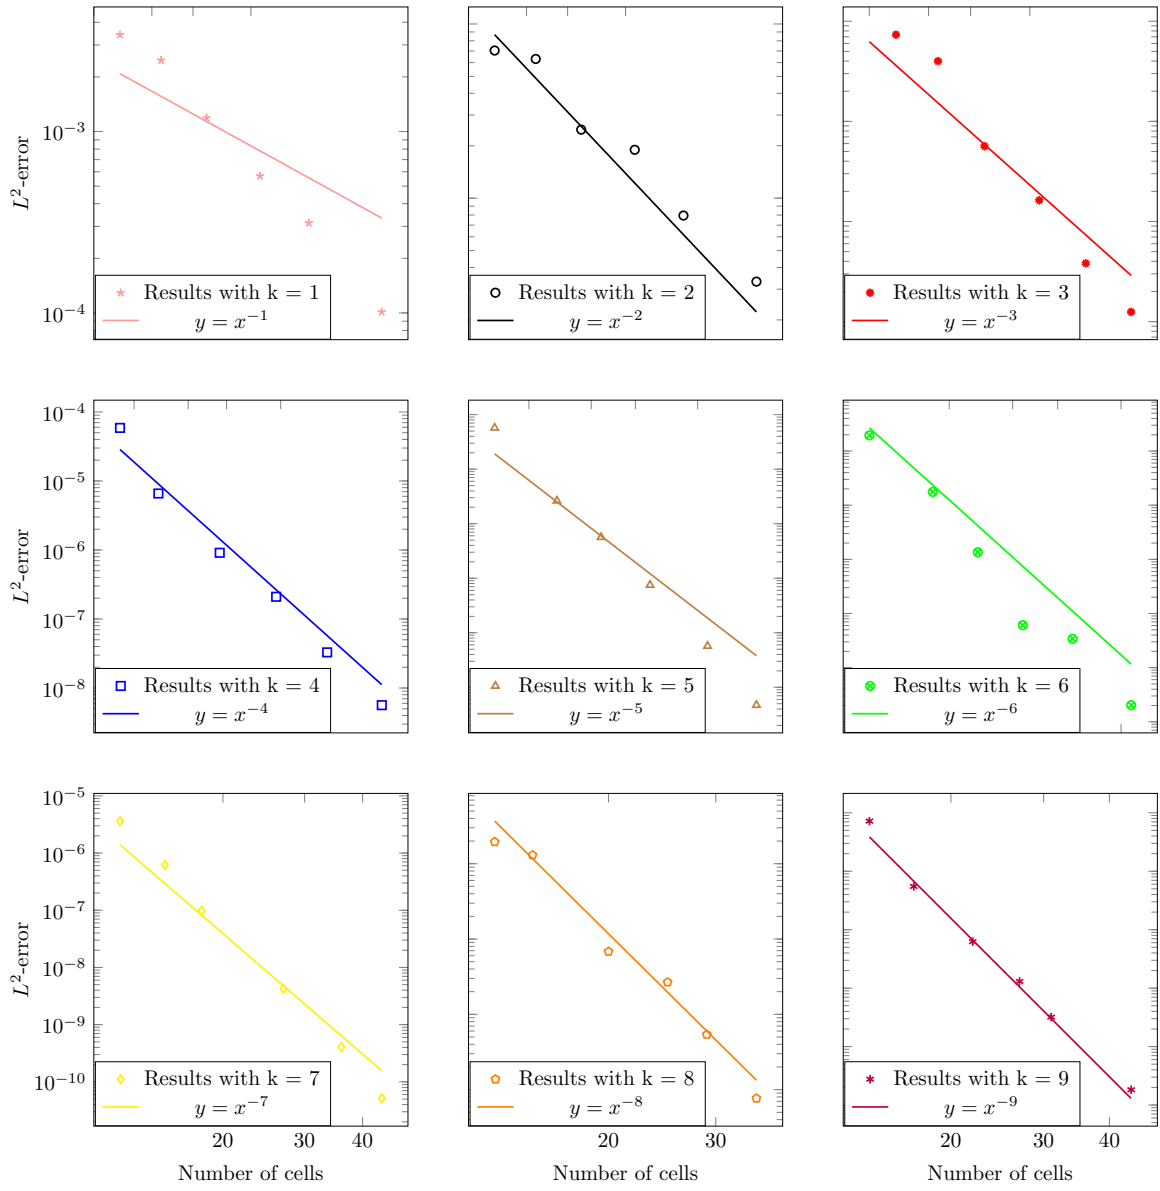 L²-error
10⁻³
10⁻⁴
Results with k = 1
y = x⁻¹
Results with k = 2
y = x⁻²
Results with k = 3
y = x⁻³
L²-error
10⁻⁴
10⁻⁵
10⁻⁶
10⁻⁷
10⁻⁸
Results with k = 4
y = x⁻⁴
Results with k = 5
y = x⁻⁵
Results with k = 6
y = x⁻⁶
L²-error
10⁻⁵
10⁻⁶
10⁻⁷
10⁻⁸
10⁻⁹
10⁻¹⁰
Results with k = 7
y = x⁻⁷
20 30 40
Number of cells
Results with k = 8
y = x⁻⁸
20 30
Number of cells
Results with k = 9
y = x⁻⁹
20 30 40
Number of cells